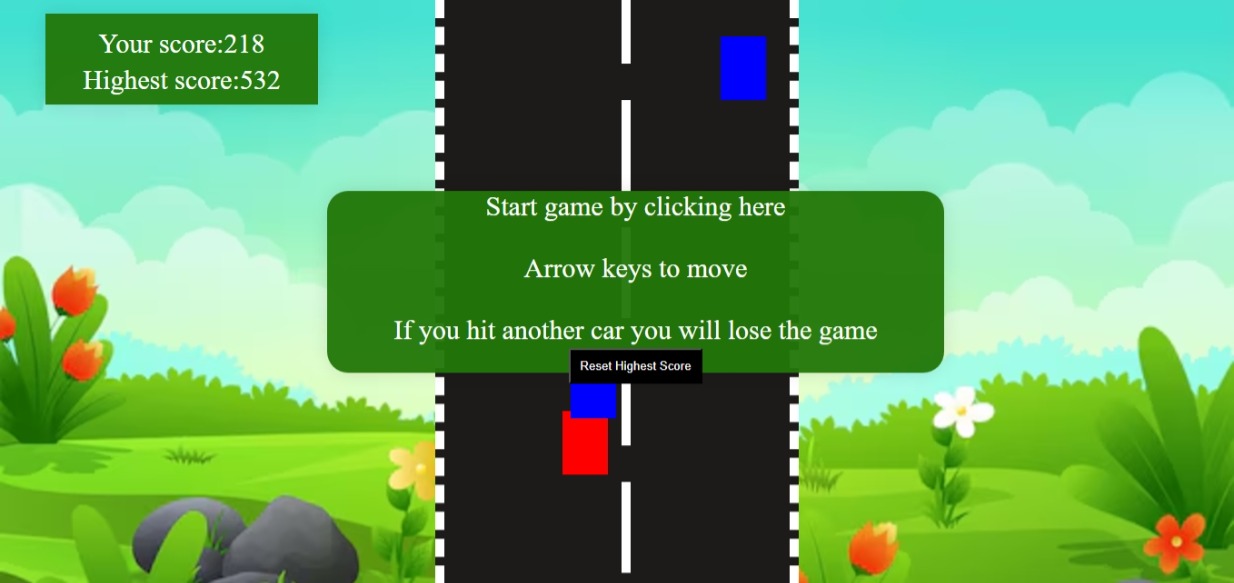 Your score:218
Highest score:532
Start game by clicking here
Arrow keys to move
If you hit another car you will lose the game
Reset Highest Score